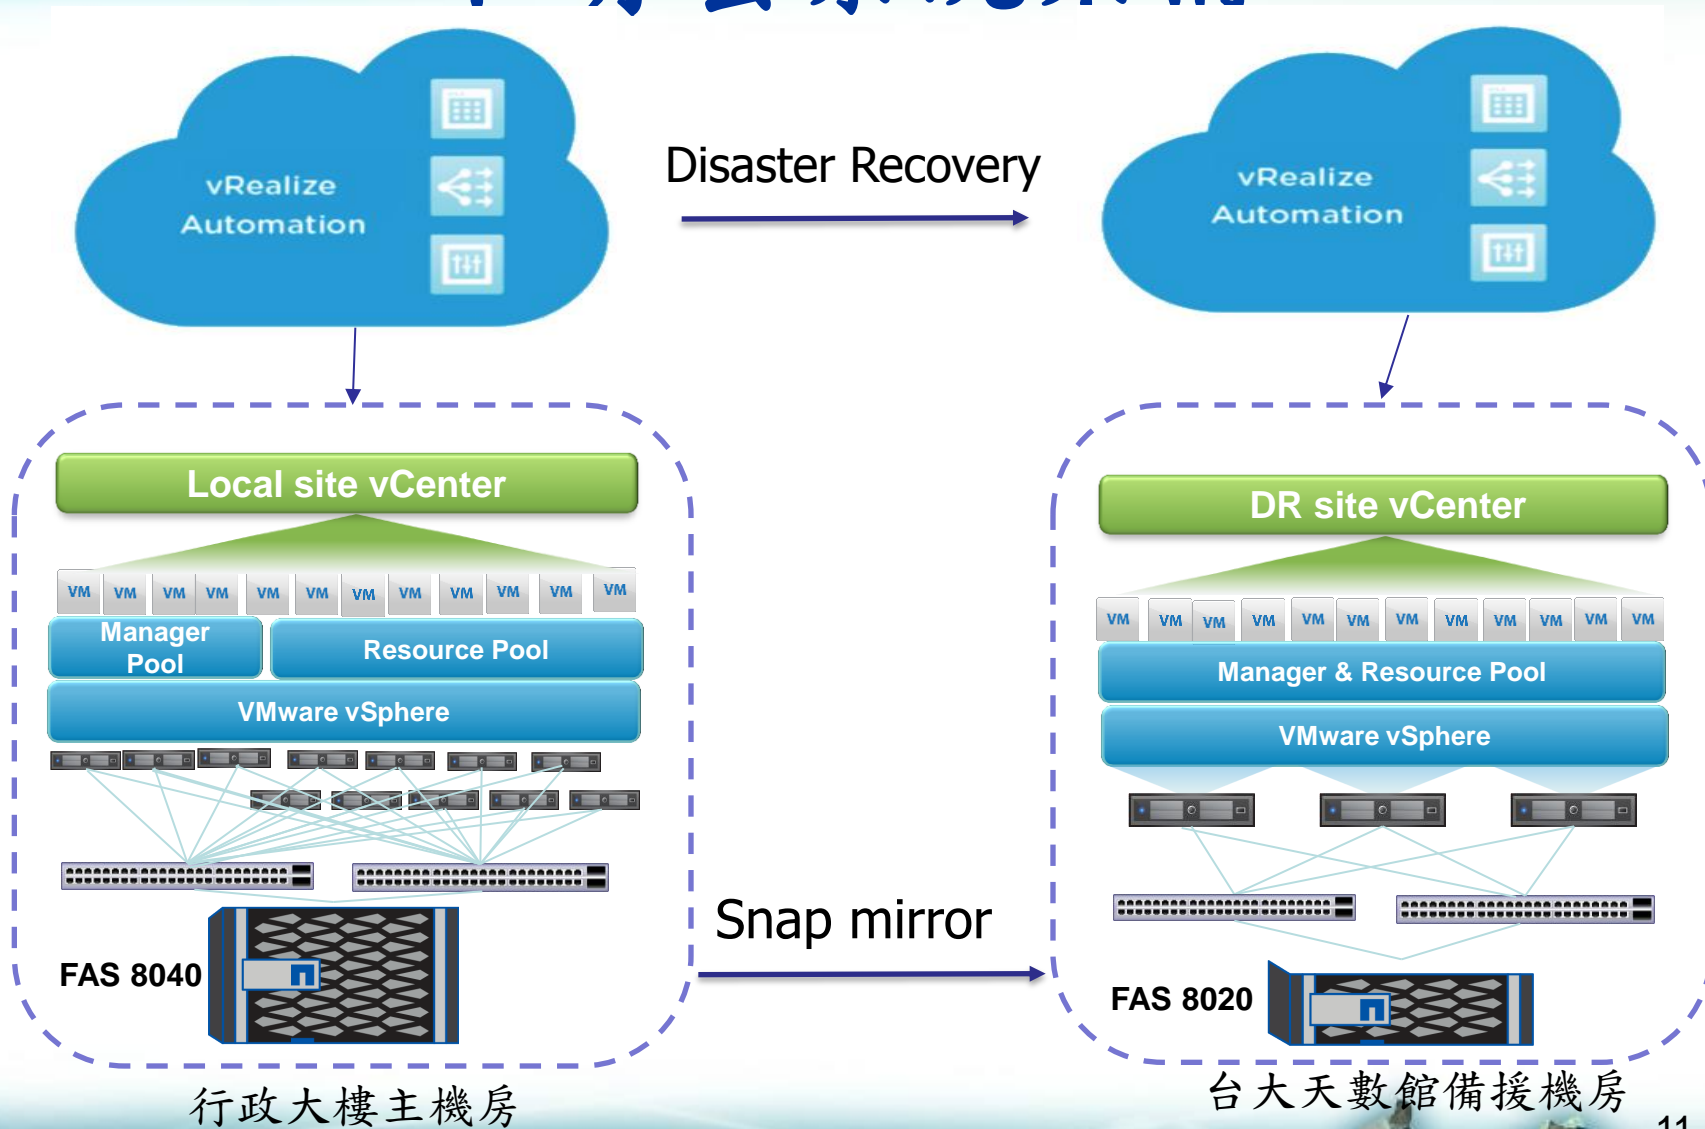 vRealize
Automation
Disaster Recovery
vRealize
Automation
Local site vCenter
VM VM VM VM VM VM VM VM VM VM VM VM
Manager
Pool
Resource Pool
VMware vSphere
FAS 8040
行政大樓主機房
Snap mirror
DR site vCenter
VM VM VM VM VM VM VM VM VM VM VM VM
Manager & Resource Pool
VMware vSphere
FAS 8020
台大天數館備援機房
11